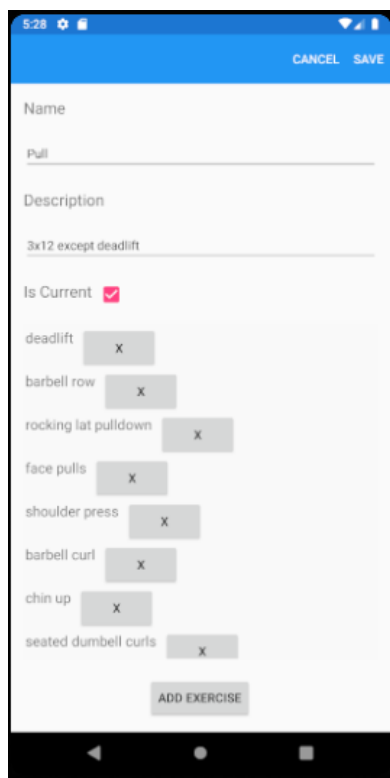 5:28
CANCEL SAVE
Name
Pull
Description
3x12 except deadlift
Is Current
deadlift X
barbell row X
rocking lat pulldown X
face pulls X
shoulder press X
barbell curl X
chin up X
seated dumbell curls X
ADD EXERCISE